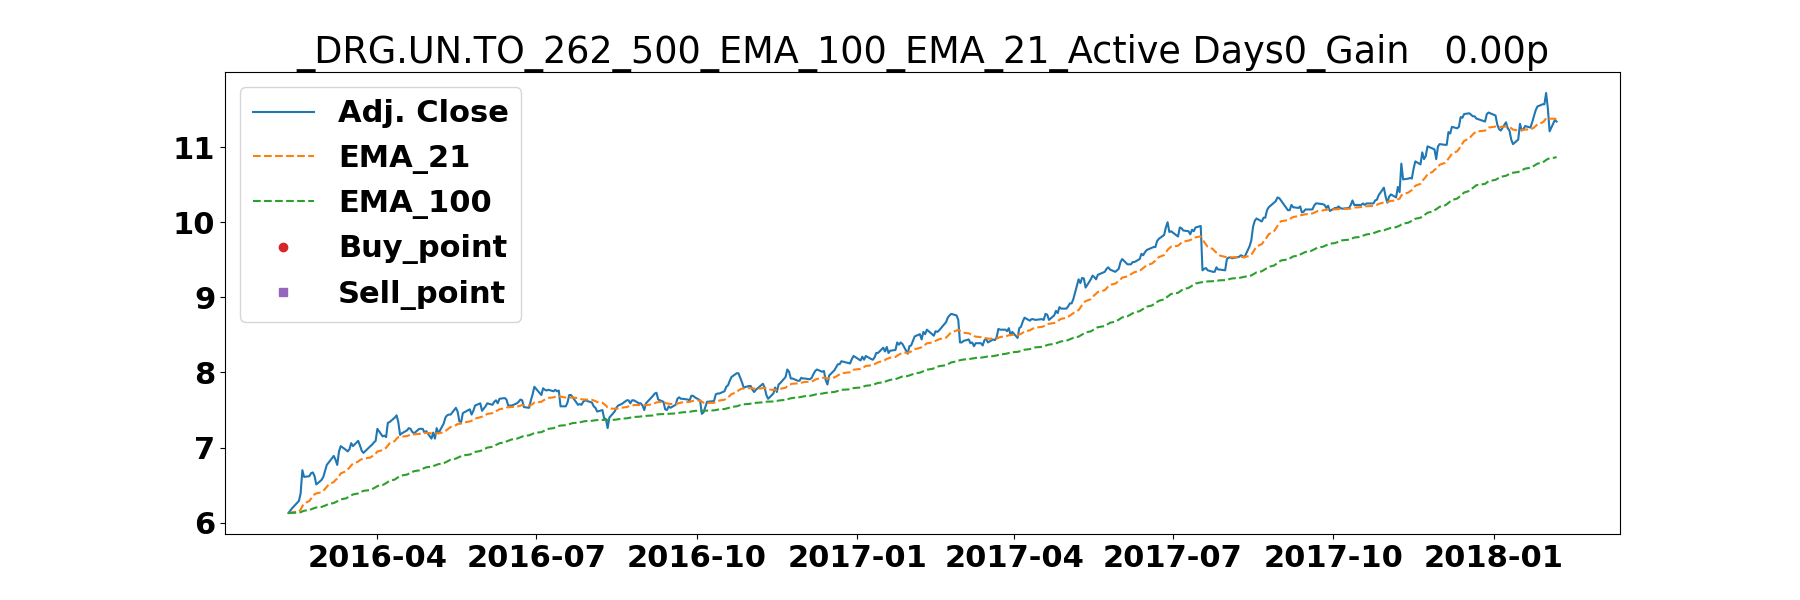 _DRG.UN.TO_262_500_EMA_100_EMA_21_Active Days0_Gain   0.00p
Adj. Close
EMA_21
EMA_100
Buy_point
Sell_point
11
10
9
8
7
6
2016-04 2016-07 2016-10 2017-01 2017-04 2017-07 2017-10 2018-01